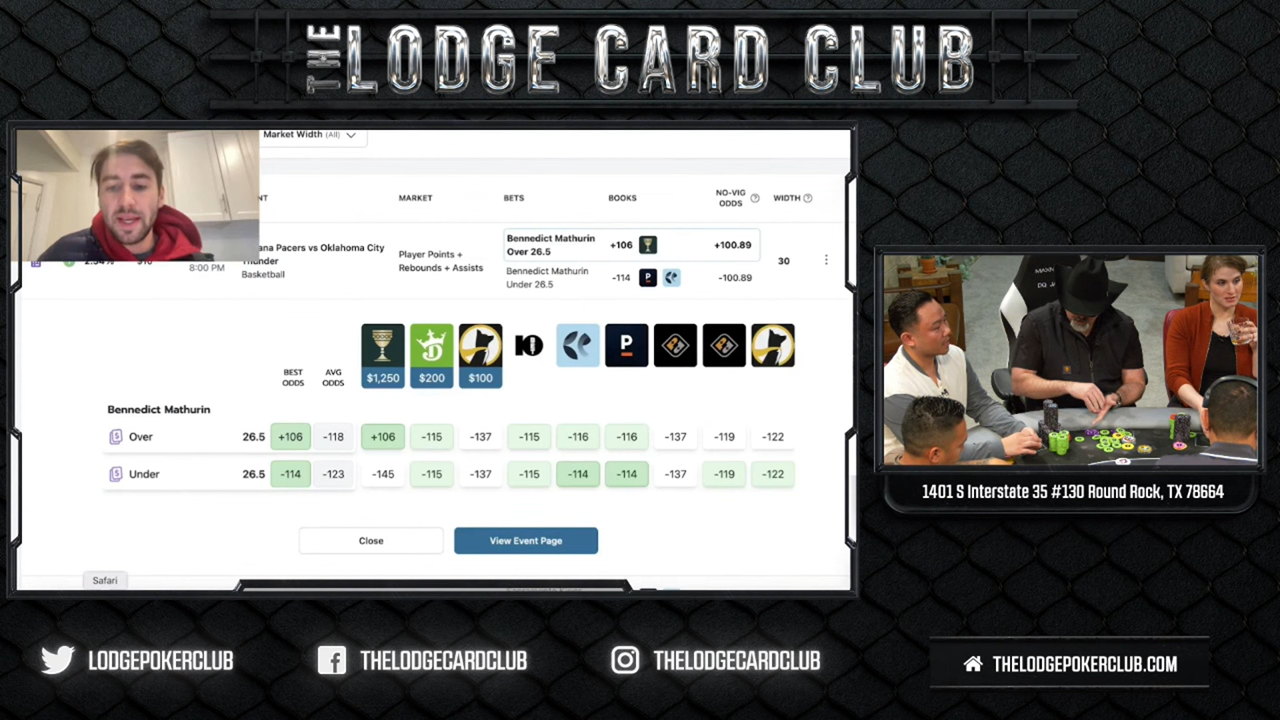 THE LODGE CARD CLUB
Market Width (All)
NT
MARKET
BETS
BOOKS
NO-VIG
ODDS
WIDTH
ana Pacers vs Oklahoma City
Thunder
Basketball
8:00 PM
Player Points +
Rebounds + Assists
Bennedict Mathurin
Over 26.5
+106
+100.89
Bennedict Mathurin
Under 26.5
-114
P
-100.89
30
BEST
ODDS
AVG
ODDS
$1,250
$200
$100
P
Bennedict Mathurin
Over 26.5 +106 -118 +106 -115 -137 -115 -116 -116 -137 -119 -122
Under 26.5 -114 -123 -145 -115 -137 -115 -114 -114 -137 -119 -122
Close
View Event Page
Safari
1401 S Interstate 35 #130 Round Rock, TX 78664
LODGEPOKERCLUB
THELODGECARDCLUB
THELODGECARDCLUB
THELODGEPOKERCLUB.COM